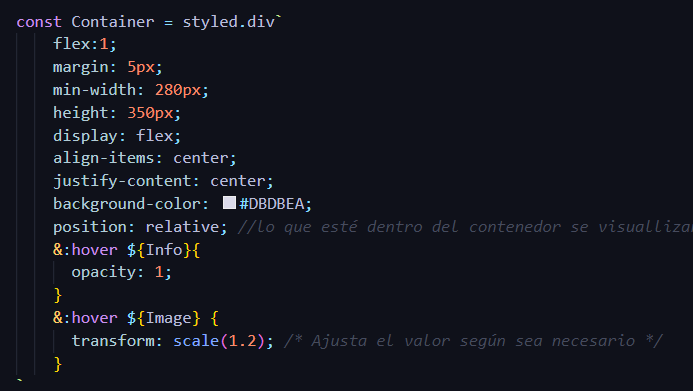 const Container = styled.div`
flex:1;
margin: 5px;
min-width: 280px;
height: 350px;
display: flex;
align-items: center;
justify-content: center;
background-color: #DBDBEA;
position: relative; //lo que esté dentro del contenedor se
&:hover ${Info}{
opacity: 1;
}
&:hover ${Image} {
transform: scale(1.2); /* Ajusta el valor según sea necesario */
}
`